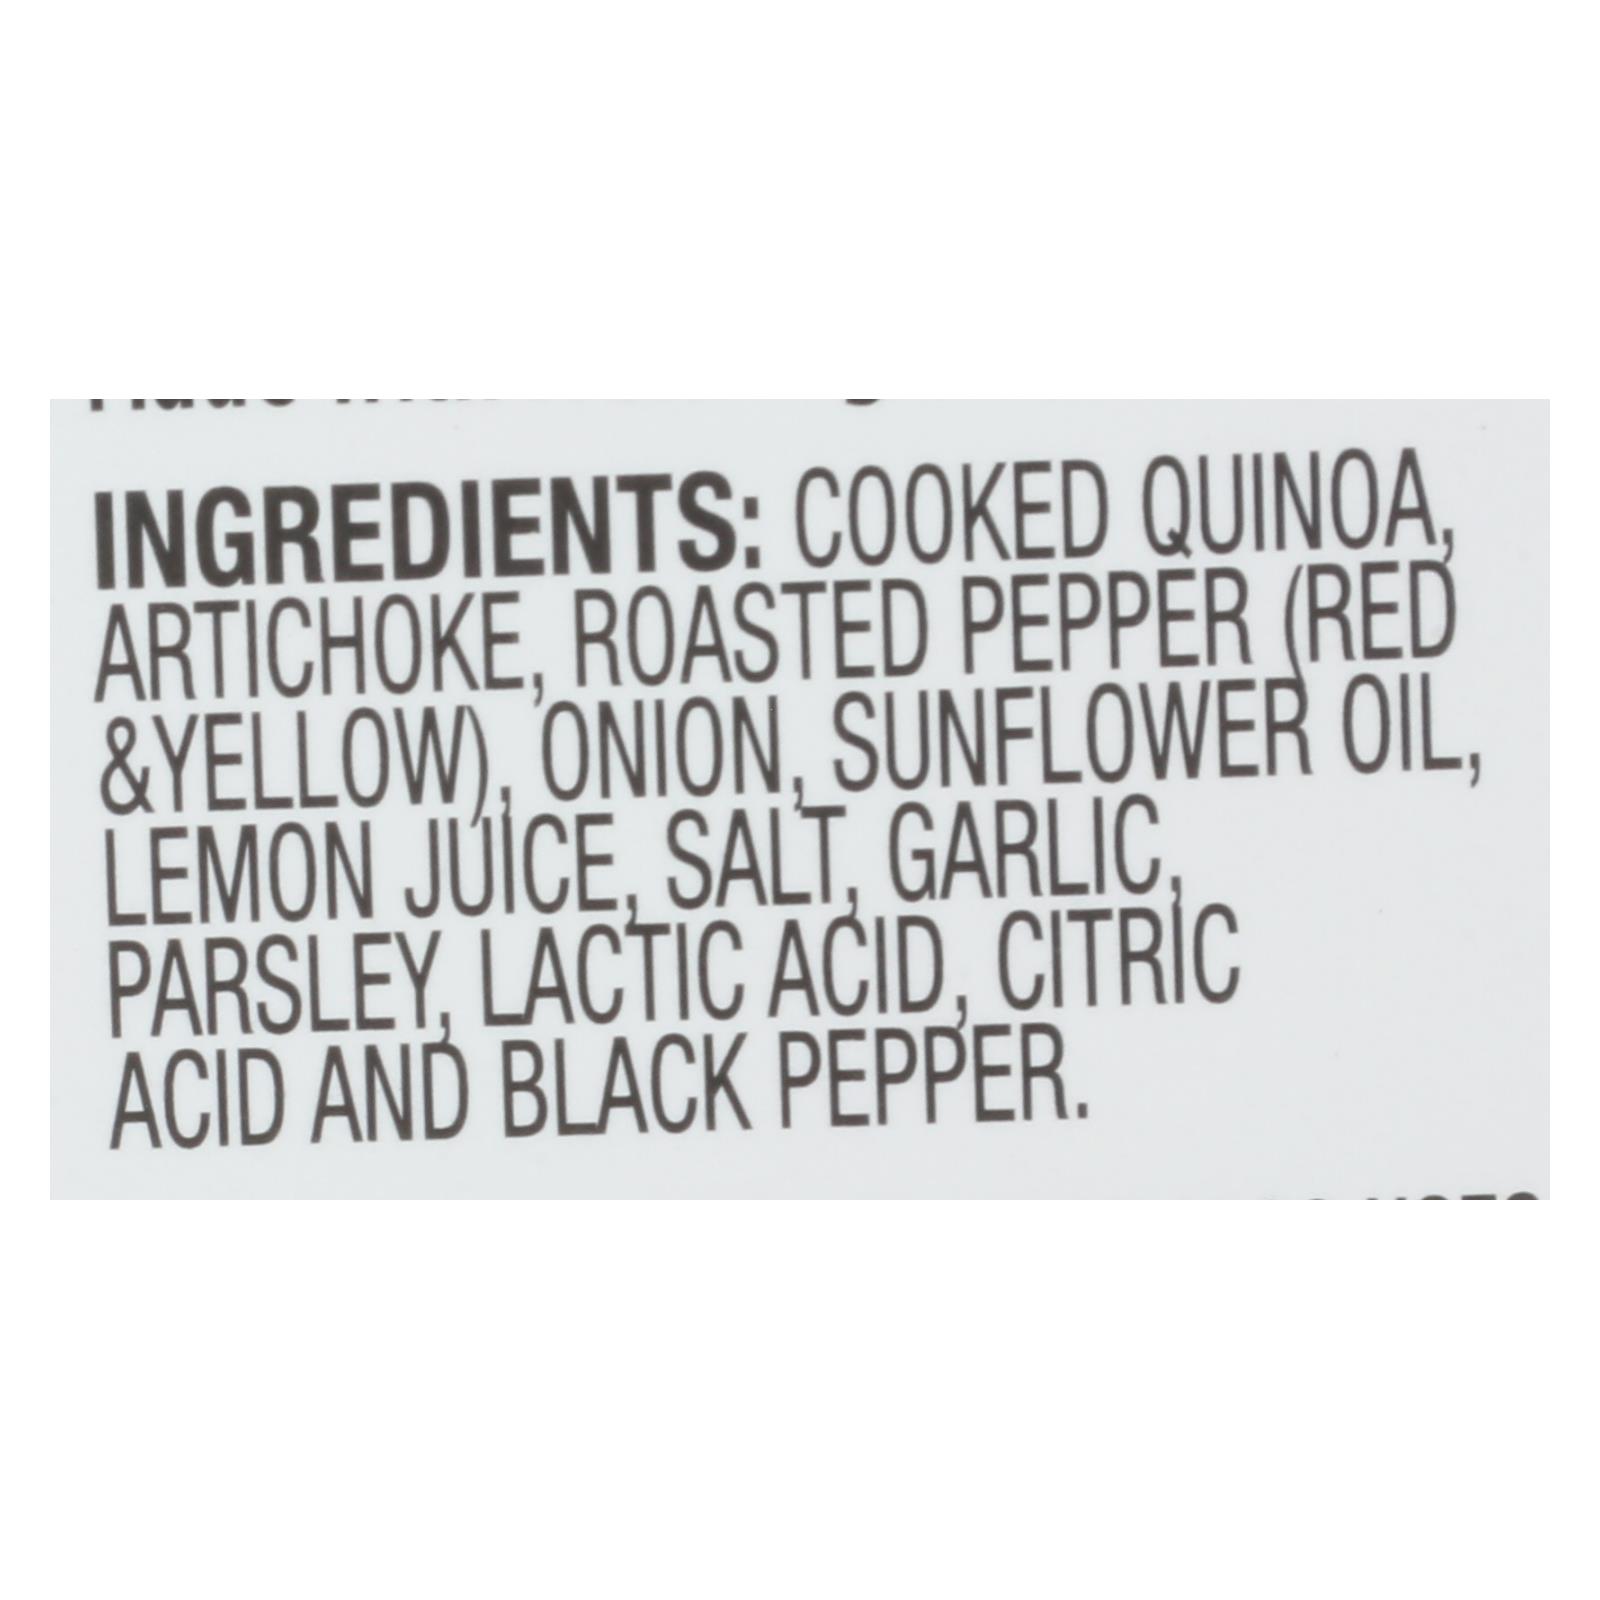 INGREDIENTS: COOKED QUINOA,
ARTICHOKE, ROASTED PEPPER (RED
&YELLOW), ONION, SUNFLOWER OIL,
LEMON JUICE, SALT, GARLIC,
PARSLEY, LACTIC ACID, CITRIC
ACID AND BLACK PEPPER.